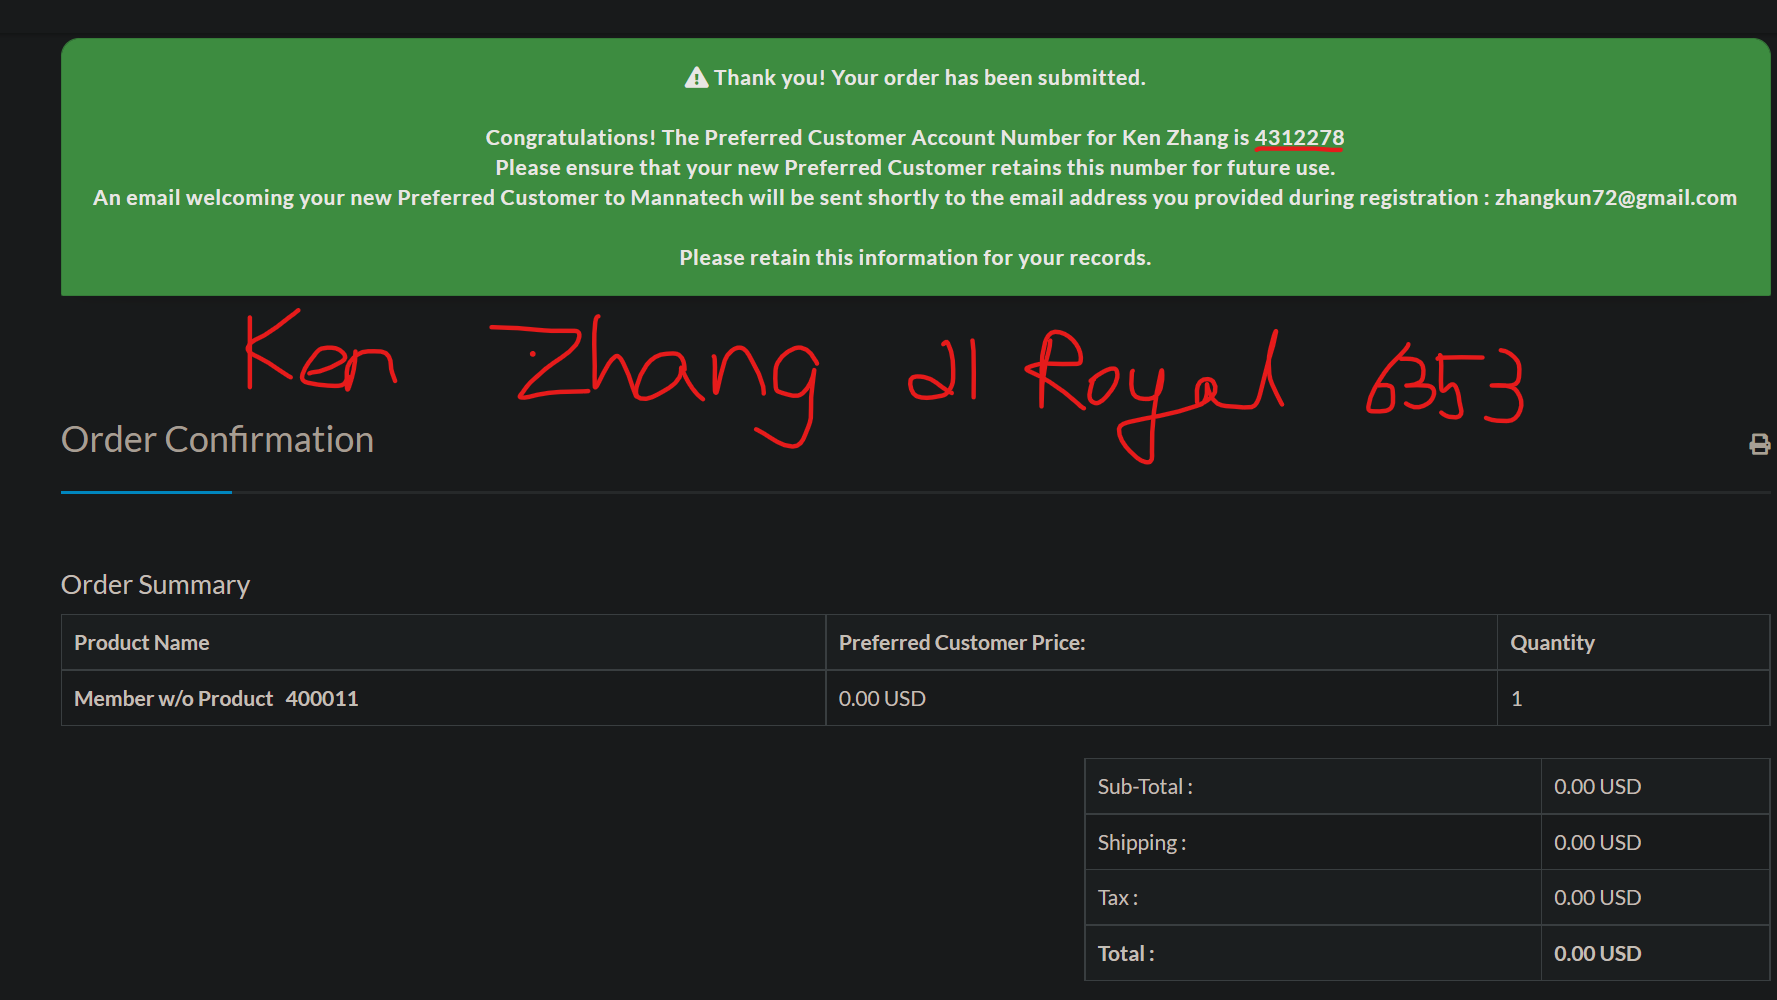 Thank you! Your order has been submitted.
Congratulations! The Preferred Customer Account Number for Ken Zhang is 4312278
Please ensure that your new Preferred Customer retains this number for future use.
An email welcoming your new Preferred Customer to Mannatech will be sent shortly to the email address you provided during registration : zhangkun72@gmail.com
Please retain this information for your records.
Ken Zhang 21 Royal 6353
Order Confirmation
Order Summary
Product Name Preferred Customer Price: Quantity
Member w/o Product 400011 0.00 USD 1
Sub-Total : 0.00 USD
Shipping : 0.00 USD
Tax : 0.00 USD
Total : 0.00 USD